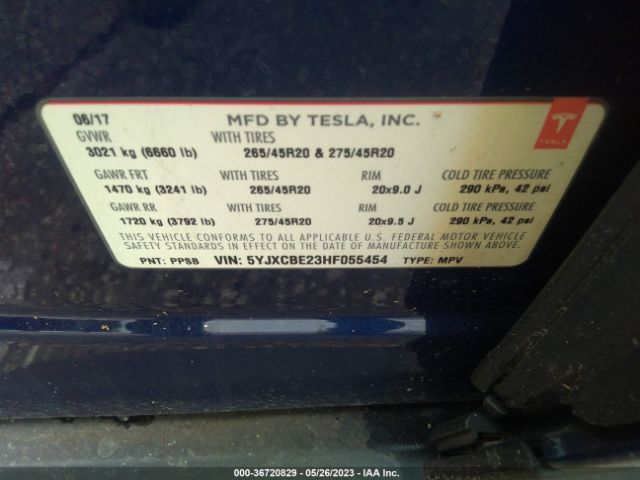 06/17 MFD BY TESLA, INC.
GVWR WITH TIRES
3021 kg (6660 lb) 265/45R20 & 275/45R20
GAWR FRT WITH TIRES RIM COLD TIRE PRESSURE
1470 kg (3241 lb) 265/45R20 20x9.0 J 290 kPa, 42 psi
GAWR RR WITH TIRES RIM COLD TIRE PRESSURE
1720 kg (3792 lb) 275/45R20 20x9.5 J 290 kPa, 42 psi
THIS VEHICLE CONFORMS TO ALL APPLICABLE U.S. FEDERAL MOTOR VEHICLE
SAFETY STANDARDS IN EFFECT ON THE DATE OF MANUFACTURE SHOWN ABOVE.
PNT: PPSB VIN: 5YJXCBE23HF055454 TYPE: MPV
TESLA
000-36720829 - 05/26/2023 - IAA Inc.